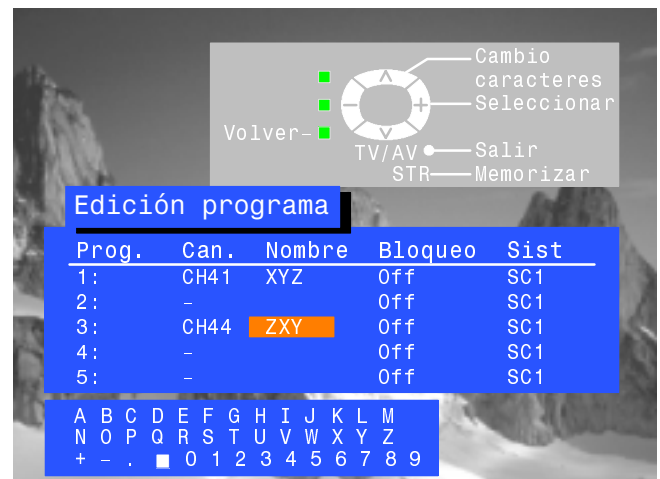 Cambio
caracteres
Seleccionar
Volver
TV/AV Salir
STR Memorizar
Edición programa
Prog. Can. Nombre Bloqueo Sist
1: CH41 XYZ Off SC1
2: – Off SC1
3: CH44 ZXY Off SC1
4: – Off SC1
5: – Off SC1
A B C D E F G H I J K L M
N O P Q R S T U V W X Y Z
+ – . 0 1 2 3 4 5 6 7 8 9